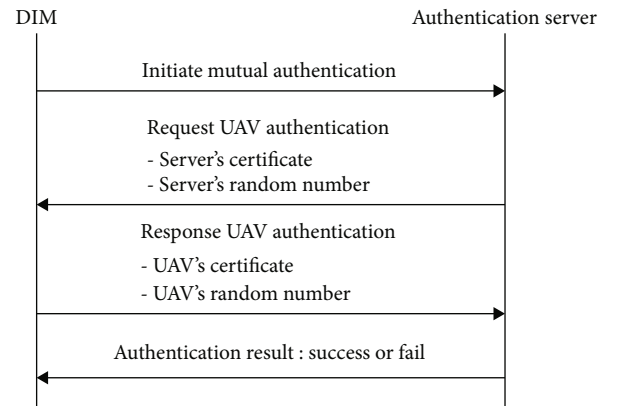 DIM
Authentication server
Initiate mutual authentication
Request UAV authentication
- Server's certificate
- Server's random number
Response UAV authentication
- UAV's certificate
- UAV's random number
Authentication result : success or fail